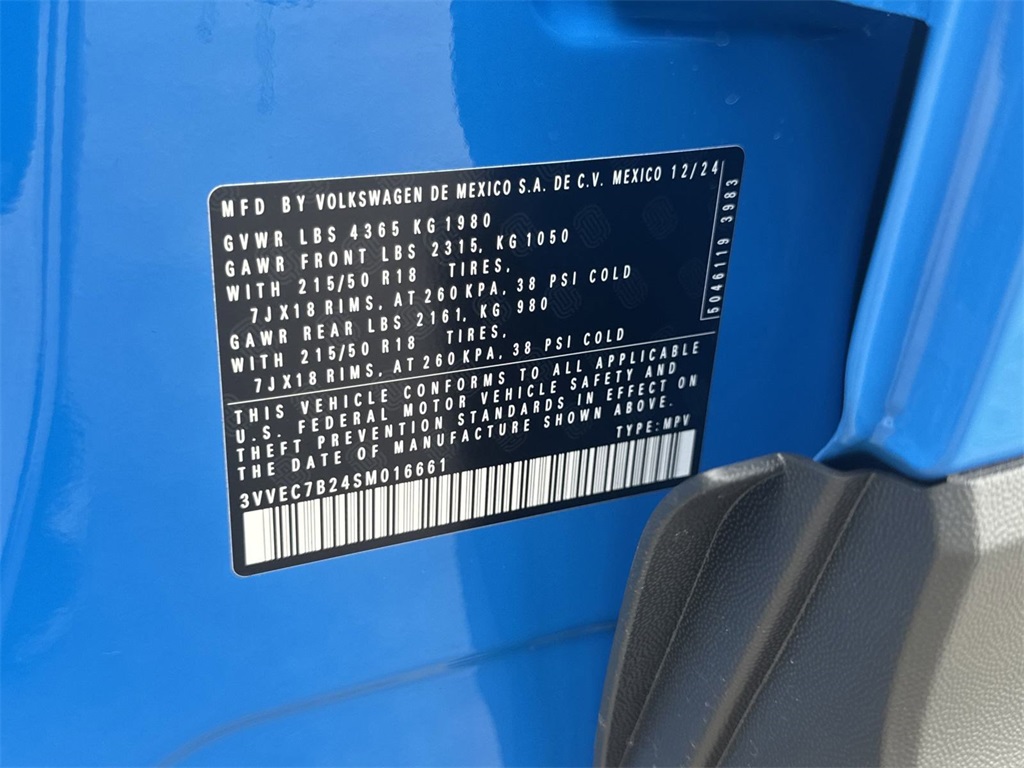 MFD BY VOLKSWAGEN DE MEXICO S.A. DE C.V. MEXICO 12/24
GVWR LBS 4365 KG 1980
GAWR FRONT LBS 2315, KG 1050
WITH 215/50 R18 TIRES,
7JX18 RIMS, AT 260 KPA, 38 PSI COLD
GAWR REAR LBS 2161, KG 980
WITH 215/50 R18 TIRES,
7JX18 RIMS, AT 260 KPA, 38 PSI COLD
THIS VEHICLE CONFORMS TO ALL APPLICABLE
U.S. FEDERAL MOTOR VEHICLE SAFETY AND
THEFT PREVENTION STANDARDS IN EFFECT ON
THE DATE OF MANUFACTURE SHOWN ABOVE.
TYPE: MPV
3VVEC7B24SM016661
5046119 3983